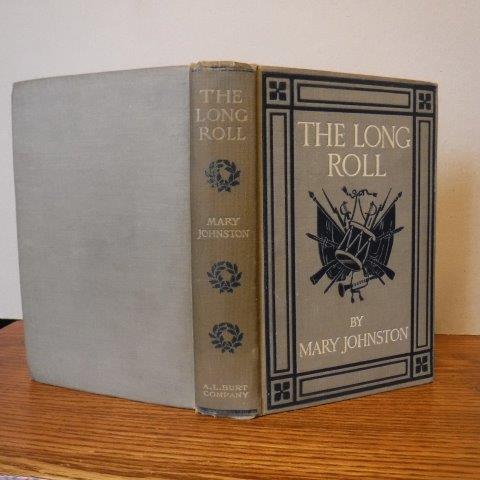 THE
LONG
ROLL
MARY
JOHNSTON
A.L. BURT
COMPANY
THE LONG
ROLL
BY
MARY JOHNSTON